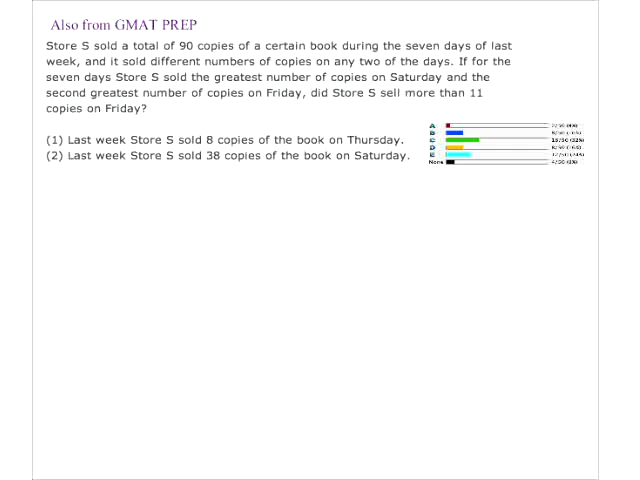 Also from GMAT PREP
Store S sold a total of 90 copies of a certain book during the seven days of last
week, and it sold different numbers of copies on any two of the days. If for the
seven days Store S sold the greatest number of copies on Saturday and the
second greatest number of copies on Friday, did Store S sell more than 11
copies on Friday?
(1) Last week Store S sold 8 copies of the book on Thursday.
(2) Last week Store S sold 38 copies of the book on Saturday.
A
B
C
D
E
None